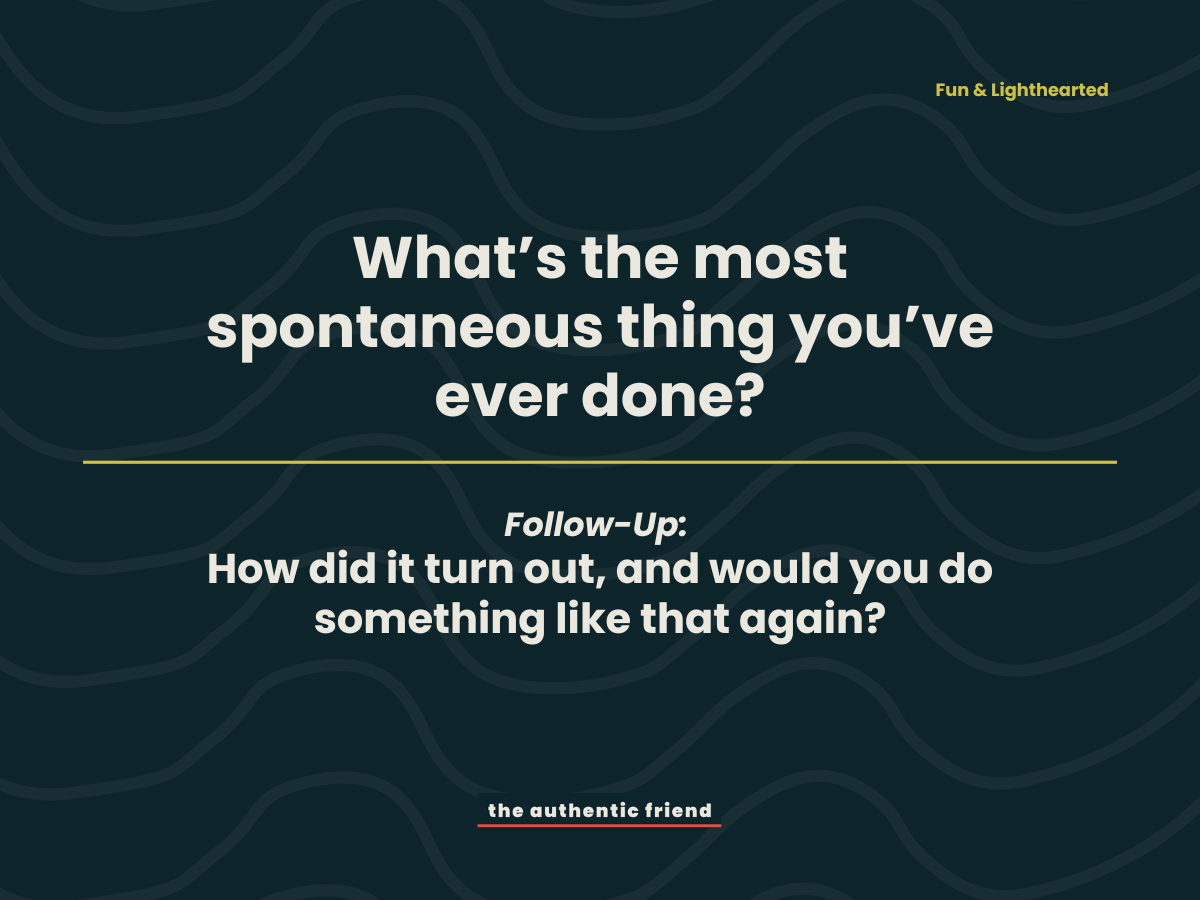 Fun & Lighthearted
What’s the most
spontaneous thing you’ve
ever done?
Follow-Up:
How did it turn out, and would you do
something like that again?
the authentic friend